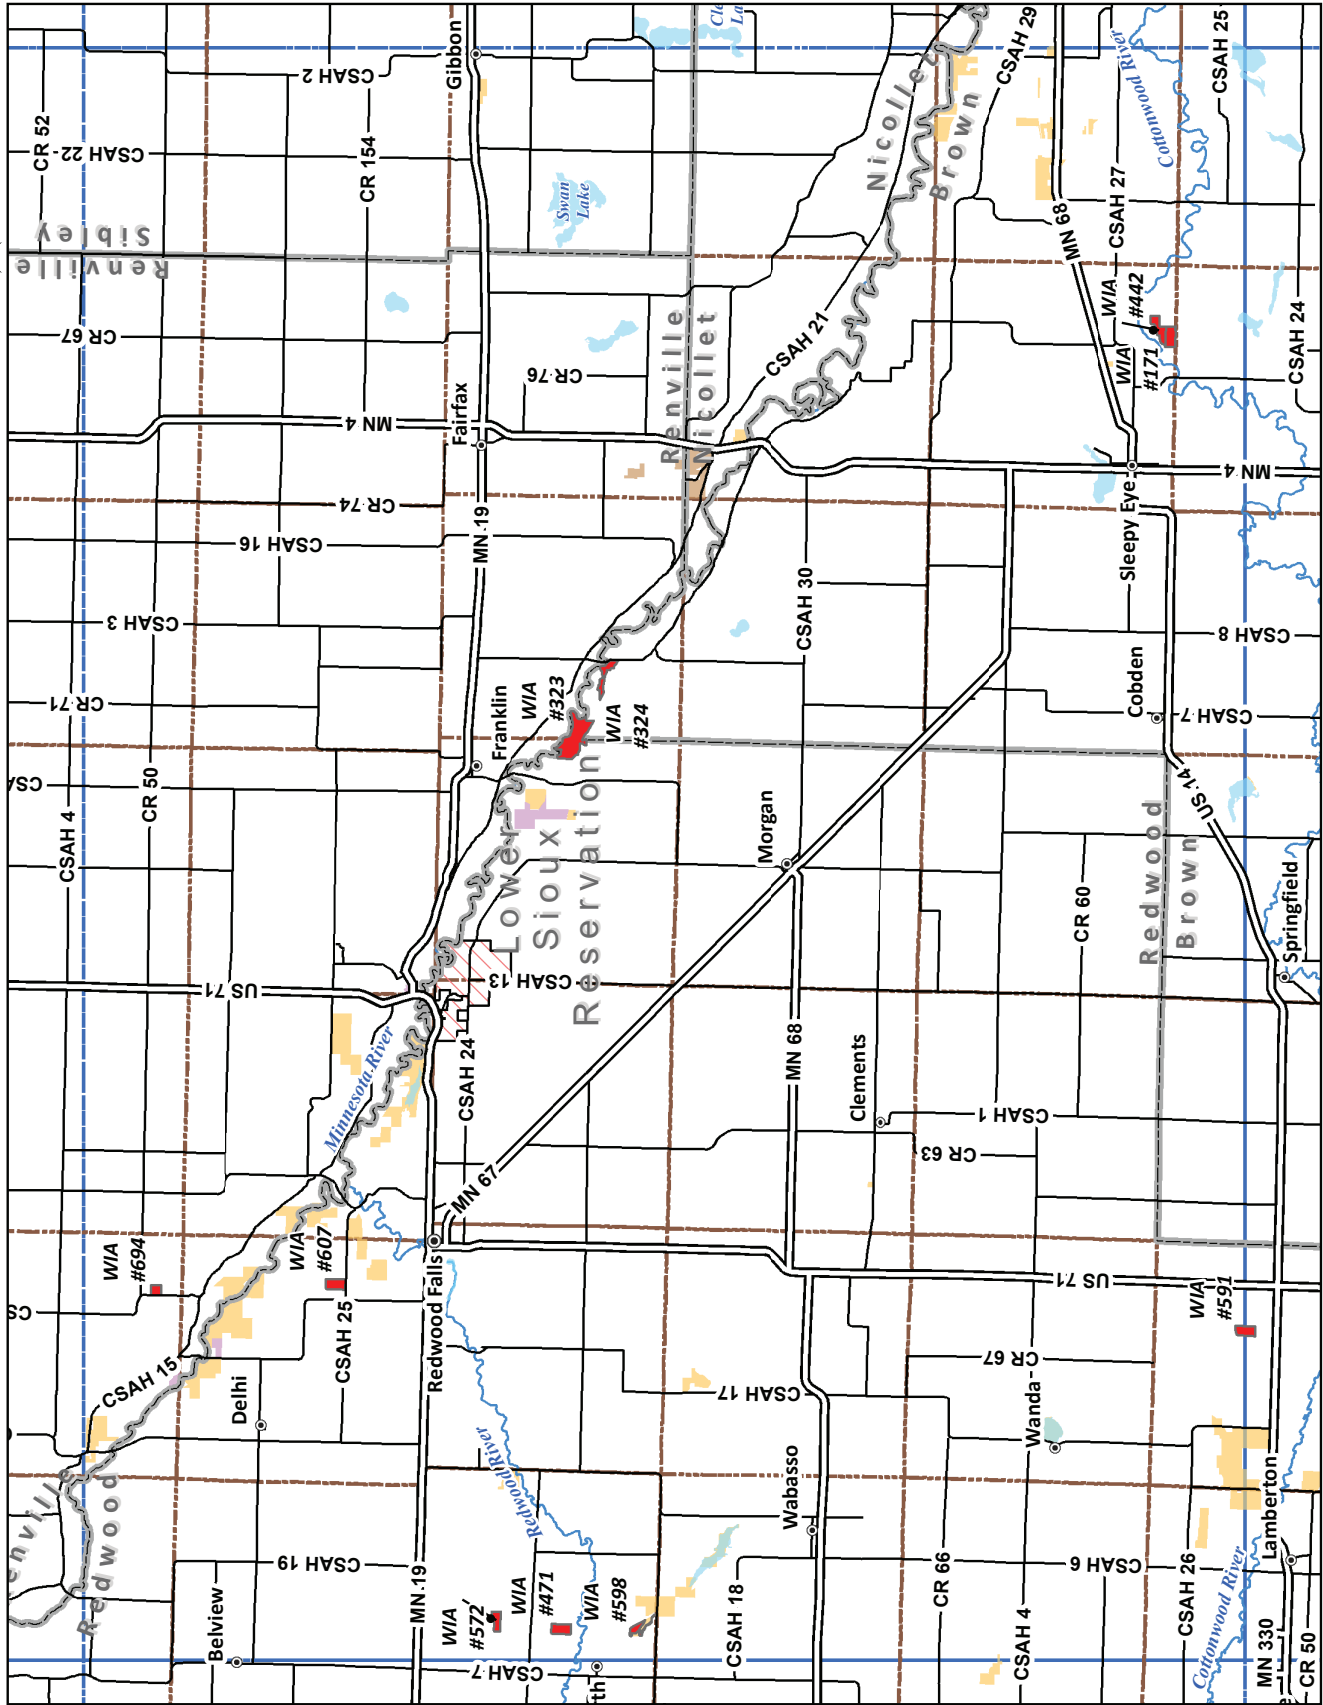 CR 52
CSAH 22
CSAH 2
CR 154
Gibbon
Swan
Lake
Cle
La
Nicollet
Brown
CSAH 29
Cottonwood River
CSAH 25
Sibley
Renville
CR 67
CR 76
MN 4
Fairfax
Renville
Nicollet
CSAH 21
MN 68
CSAH 27
WIA
#442
WIA
#171
CSAH 24
CR 74
CSAH 16
MN 19
CSAH 3
CR 71
CSAH 30
Sleepy Eye
MN 4
CSAH 8
CSAH 4
CR 50
CSA
Franklin
WIA
#323
WIA
#324
Cobden
CSAH 7
US 14
Lower
Sioux
Reservation
Morgan
CR 60
Redwood
Brown
Springfield
US 71
CSAH 13
Minnesota River
CSAH 24
MN 68
Clements
CSAH 1
CR 63
MN 67
WIA
#694
WIA
#607
CS
CSAH 25
Redwood Falls
US 71
WIA
#591
CSAH 15
Delhi
CSAH 17
CR 67
Wanda
Redwood River
Wabasso
Lamberton
enville
Redwood
CSAH 19
Belview
MN 19
WIA
#572
WIA
#471
WIA
#598
CSAH 7
th
CSAH 18
CR 66
CSAH 4
CSAH 6
CSAH 26
Cottonwood River
MN 330
CR 50
e